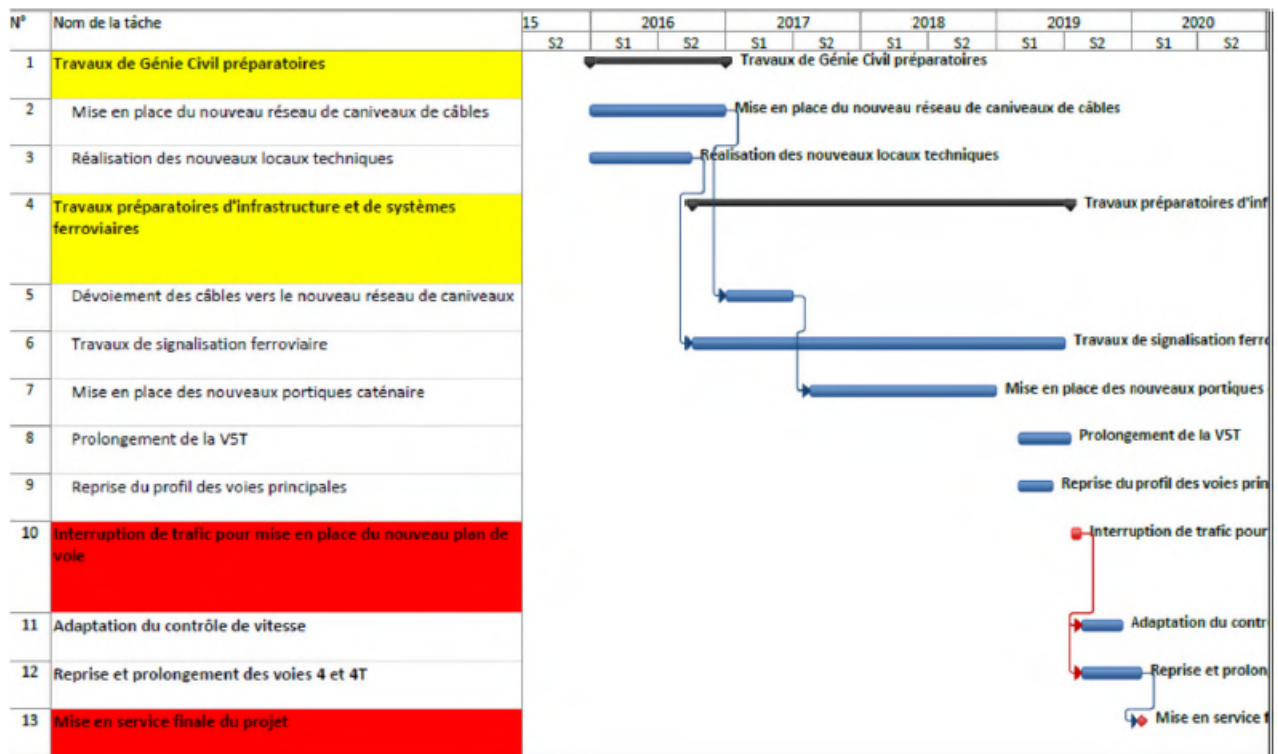 N° Nom de la tâche 15 2016 2017 2018 2019 2020
S2 S1 S2 S1 S2 S1 S2 S1 S2 S1 S2
1 Travaux de Génie Civil préparatoires Travaux de Génie Civil préparatoires
2 Mise en place du nouveau réseau de caniveaux de câbles Mise en place du nouveau réseau de caniveaux de câbles
3 Réalisation des nouveaux locaux techniques Réalisation des nouveaux locaux techniques
4 Travaux préparatoires d'infrastructure et de systèmes Travaux préparatoires d'inf
ferroviaires
5 Dévoiement des câbles vers le nouveau réseau de caniveaux
6 Travaux de signalisation ferroviaire Travaux de signalisation ferro
7 Mise en place des nouveaux portiques caténaire Mise en place des nouveaux portiques
8 Prolongement de la V5T Prolongement de la V5T
9 Reprise du profil des voies principales Reprise du profil des voies prin
10 Interruption de trafic pour mise en place du nouveau plan de Interruption de trafic pour
voie
11 Adaptation du contrôle de vitesse Adaptation du contr
12 Reprise et prolongement des voies 4 et 4T Reprise et prolon
13 Mise en service finale du projet Mise en service f